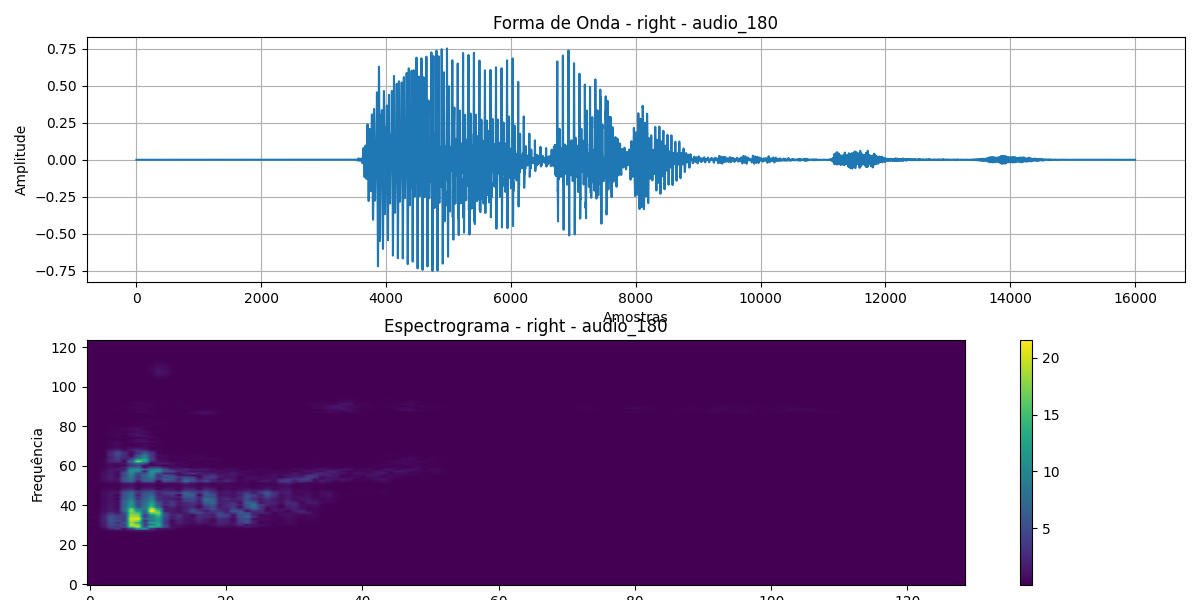 Forma de Onda - right - audio_180
0.75
0.50
0.25
0.00
−0.25
−0.50
−0.75
Amplitude
0 2000 4000 6000 8000 10000 12000 14000 16000
Amostras
Espectrograma - right - audio_180
120
100
80
60
40
20
0
Frequência
0 20 40 60 80 100 120
20
15
10
5